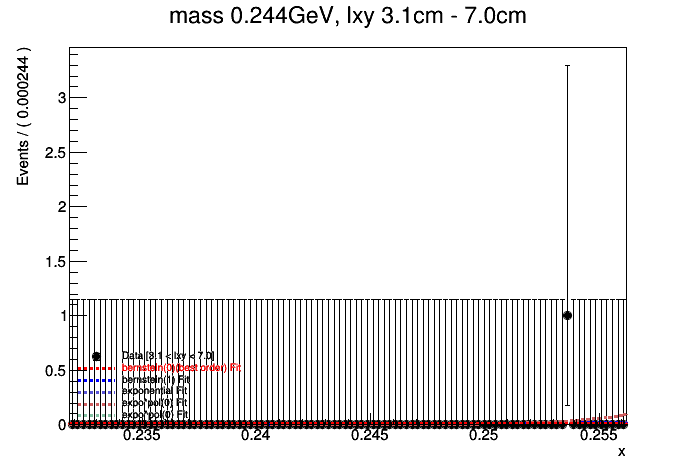 mass 0.244GeV, lxy 3.1cm - 7.0cm
Events / ( 0.000244 )
3
2.5
2
1.5
1
0.5
0
Data [3.1 < lxy < 7.0]
bernstein(0)(best order) Fit
bernstein(1) Fit
exponential Fit
expo*pol(0) Fit
expo*pol(0) Fit
0.235 0.24 0.245 0.25 0.255
x